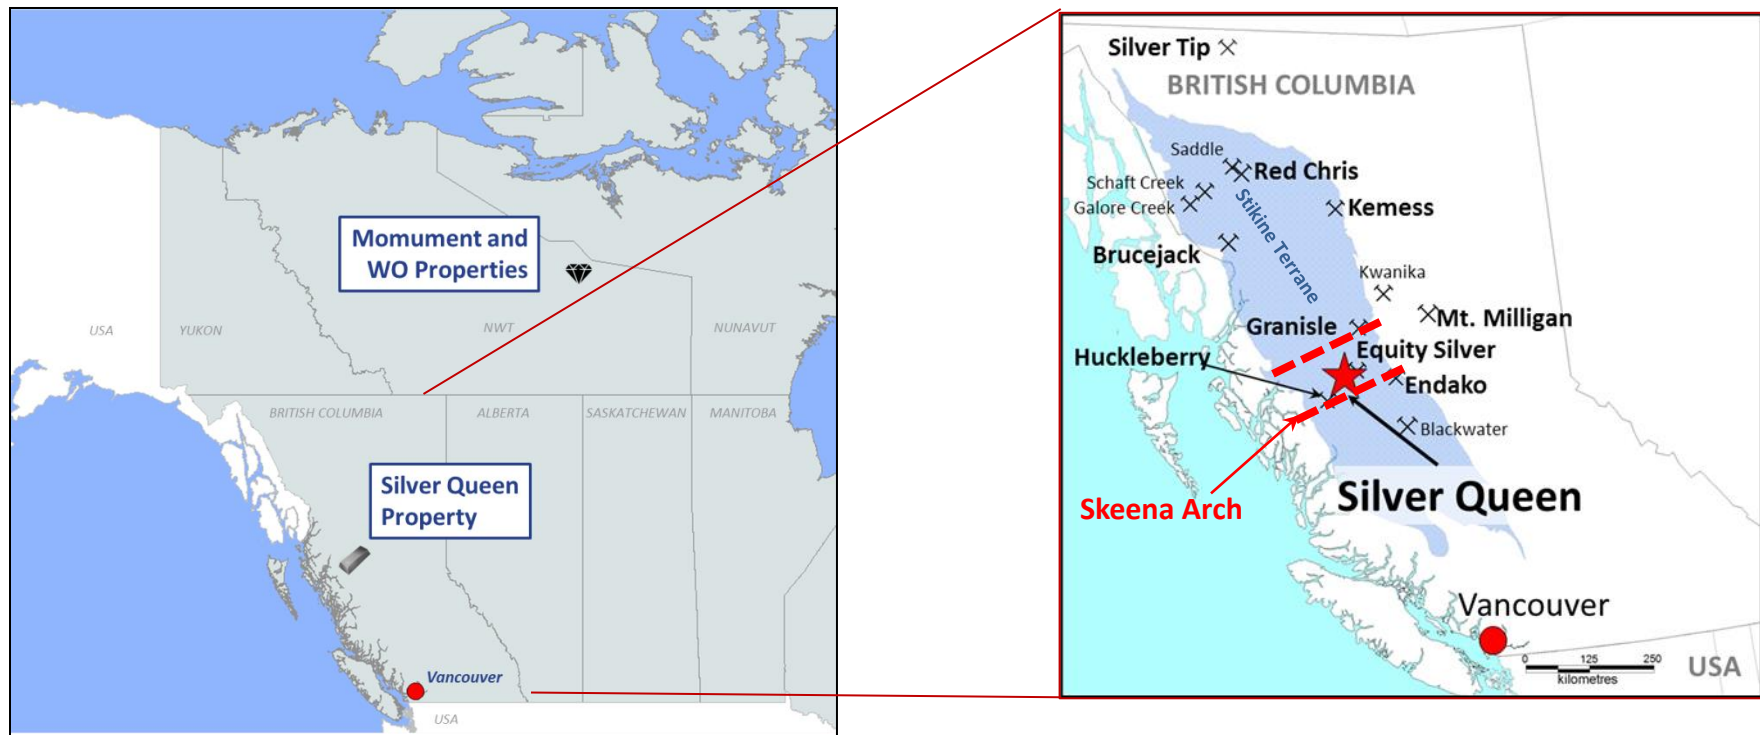 Momument and
WO Properties
USA
YUKON
NWT
NUNAVUT
BRITISH COLUMBIA
ALBERTA
SASKATCHEWAN
MANITOBA
Silver Queen
Property
Vancouver
USA
Silver Tip
BRITISH COLUMBIA
Saddle
Red Chris
Schaft Creek
Galore Creek
Stikine Terrane
Kemess
Brucejack
Kwanika
Granisle
Mt. Milligan
Huckleberry
Equity Silver
Endako
Blackwater
Silver Queen
Skeena Arch
Vancouver
0 125 250
kilometres
USA